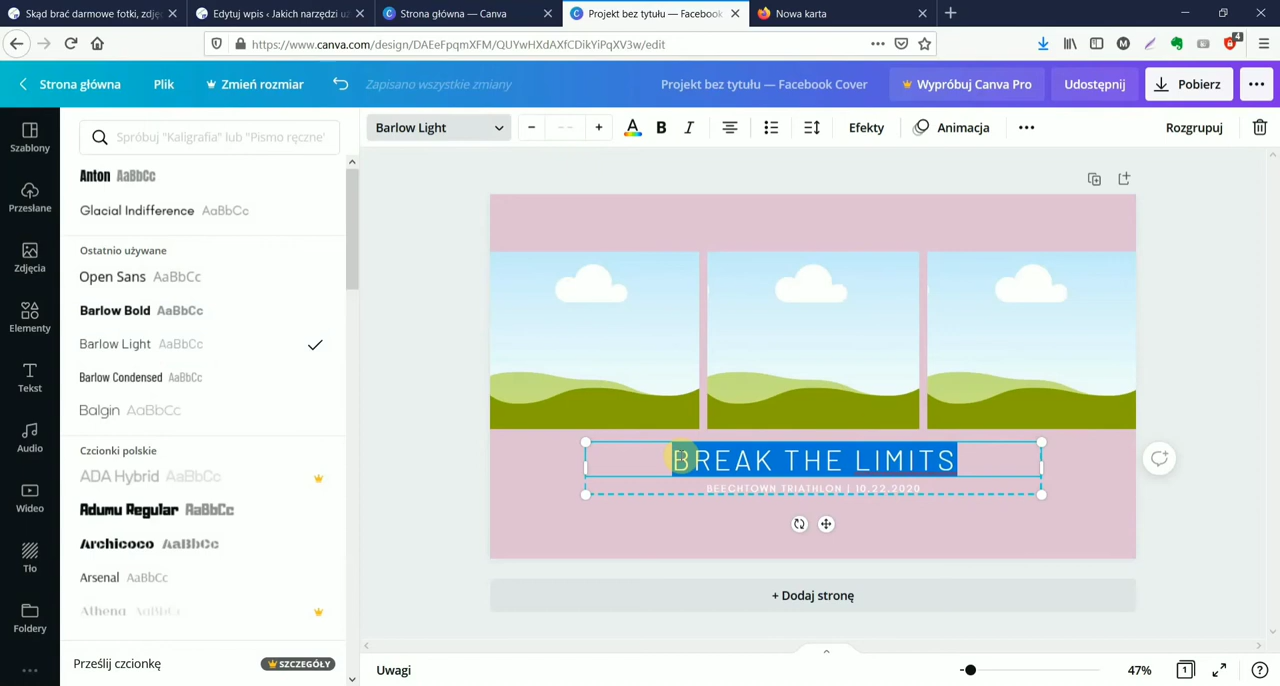 Skąd brać darmowe fotki, zdję
Edytuj wpis ‹ Jakich narzędzi uż
Strona główna — Canva
Projekt bez tytułu — Facebook
Nowa karta
https://www.canva.com/design/DAEeFpqmXFM/QUYwHXdAXfCDikYiPqXV3w/edit
4
Strona główna
Plik
Zmień rozmiar
Zapisano wszystkie zmiany
Projekt bez tytułu — Facebook Cover
Wypróbuj Canva Pro
Udostępnij
Pobierz
Szablony
Przesłane
Zdjęcia
Elementy
Tekst
Audio
Wideo
Tło
Foldery
Spróbuj "Kaligrafia" lub "Pismo ręczne"
Anton AaBbCc
Glacial Indifference AaBbCc
Ostatnio używane
Open Sans AaBbCc
Barlow Bold AaBbCc
Barlow Light AaBbCc
Barlow Condensed AaBbCc
Balgin AaBbCc
Czcionki polskie
ADA Hybrid AaBbCc
Adumu Regular AaBbCc
Archicoco AaBbCc
Arsenal AaBbCc
Athena AaBbCc
Prześlij czcionkę
SZCZEGÓŁY
Barlow Light
− -- +
A B I
Efekty
Animacja
Rozgrupuj
BREAK THE LIMITS
BEECHTOWN TRIATHLON | 10.22.2020
+ Dodaj stronę
Uwagi
47%
1
?